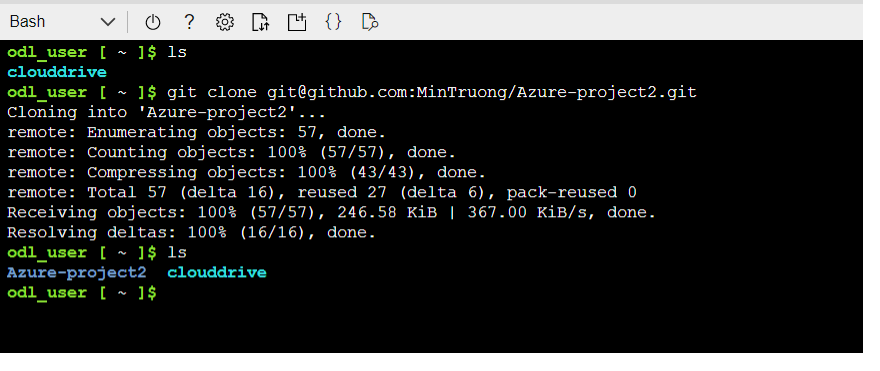 Bash
odl_user [ ~ ]$ ls
clouddrive
odl_user [ ~ ]$ git clone git@github.com:MinTruong/Azure-project2.git
Cloning into 'Azure-project2'...
remote: Enumerating objects: 57, done.
remote: Counting objects: 100% (57/57), done.
remote: Compressing objects: 100% (43/43), done.
remote: Total 57 (delta 16), reused 27 (delta 6), pack-reused 0
Receiving objects: 100% (57/57), 246.58 KiB | 367.00 KiB/s, done.
Resolving deltas: 100% (16/16), done.
odl_user [ ~ ]$ ls
Azure-project2  clouddrive
odl_user [ ~ ]$